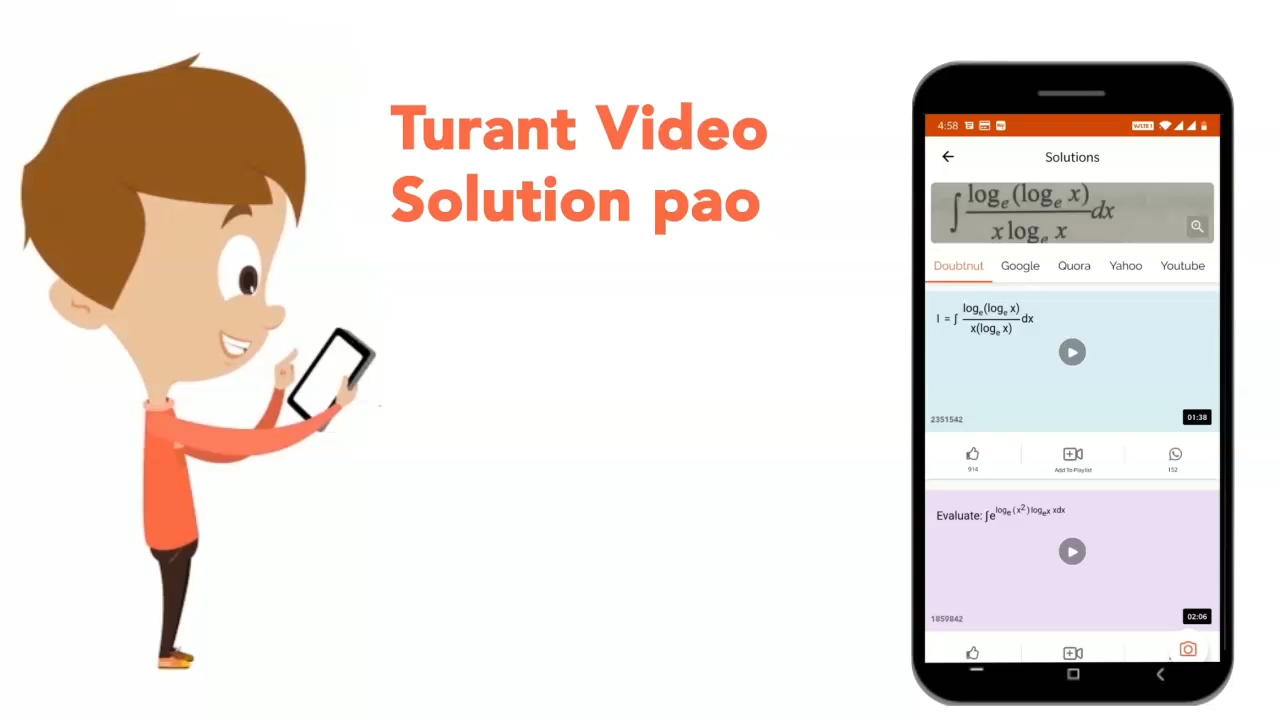 Turant Video
Solution pao
4:58
Solutions
∫ logₑ(logₑ x) / x logₑ x dx
Doubtnut Google Quora Yahoo Youtube
I = ∫ logₑ(logₑ x) / x(logₑ x) dx
2351542 01:38
914 Add To Playlist 152
Evaluate: ∫e^(logₑ(x²)logₑx xdx)
1859842 02:06